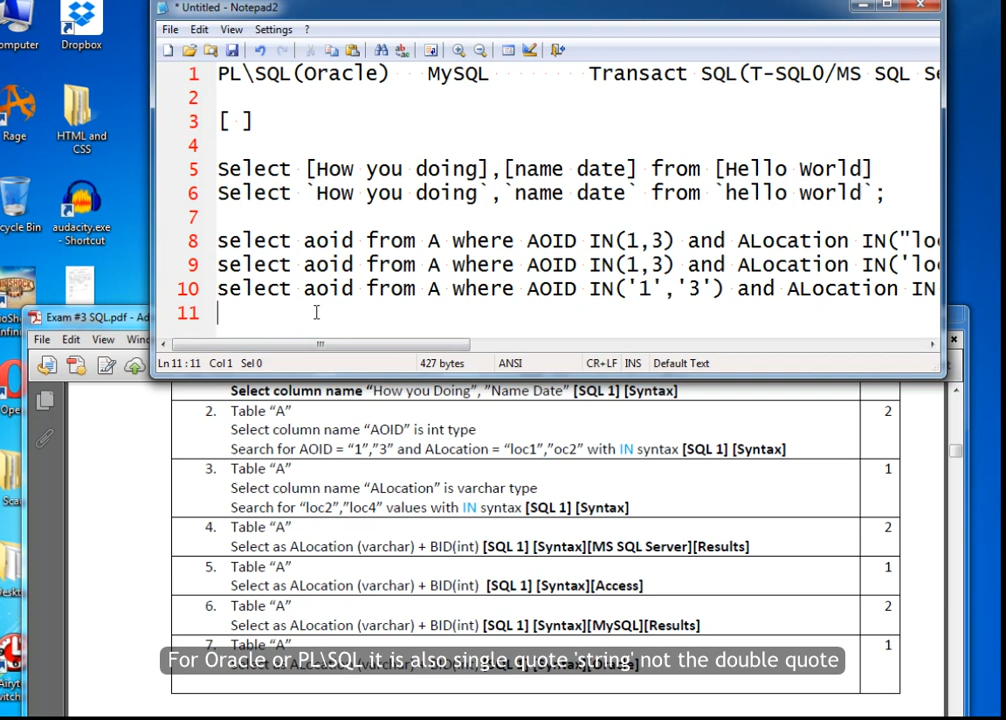 * Untitled - Notepad2
File Edit View Settings ?
omputer
Dropbox
Rage
HTML and CSS
cycle Bin
audacity.exe - Shortcut
1 PL\SQL(Oracle) MySQL Transact SQL(T-SQL0/MS SQL Se
2
3 [ ]
4
5 Select [How you doing],[name date] from [Hello World]
6 Select `How you doing`,`name date` from `hello world`;
7
8 select aoid from A where AOID IN(1,3) and ALocation IN("loc
9 select aoid from A where AOID IN(1,3) and ALocation IN('loc
10 select aoid from A where AOID IN('1','3') and ALocation IN
11
Ln 11 : 11 Col 1 Sel 0 427 bytes ANSI CR+LF INS Default Text
Exam #3 SQL.pdf - Ad
File Edit View Window
Select column name “How you Doing”, “Name Date” [SQL 1] [Syntax]
2. Table “A” 2
Select column name “AOID” is int type
Search for AOID = “1”,”3” and ALocation = “loc1”,”oc2” with IN syntax [SQL 1] [Syntax]
3. Table “A” 1
Select column name “ALocation” is varchar type
Search for “loc2”,”loc4” values with IN syntax [SQL 1] [Syntax]
4. Table “A” 2
Select as ALocation (varchar) + BID(int) [SQL 1] [Syntax][MS SQL Server][Results]
5. Table “A” 1
Select as ALocation (varchar) + BID(int) [SQL 1] [Syntax][Access]
6. Table “A” 2
Select as ALocation (varchar) + BID(int) [SQL 1] [Syntax][MySQL][Results]
7. Table “A” 1
For Oracle or PL\SQL it is also single quote 'string' not the double quote